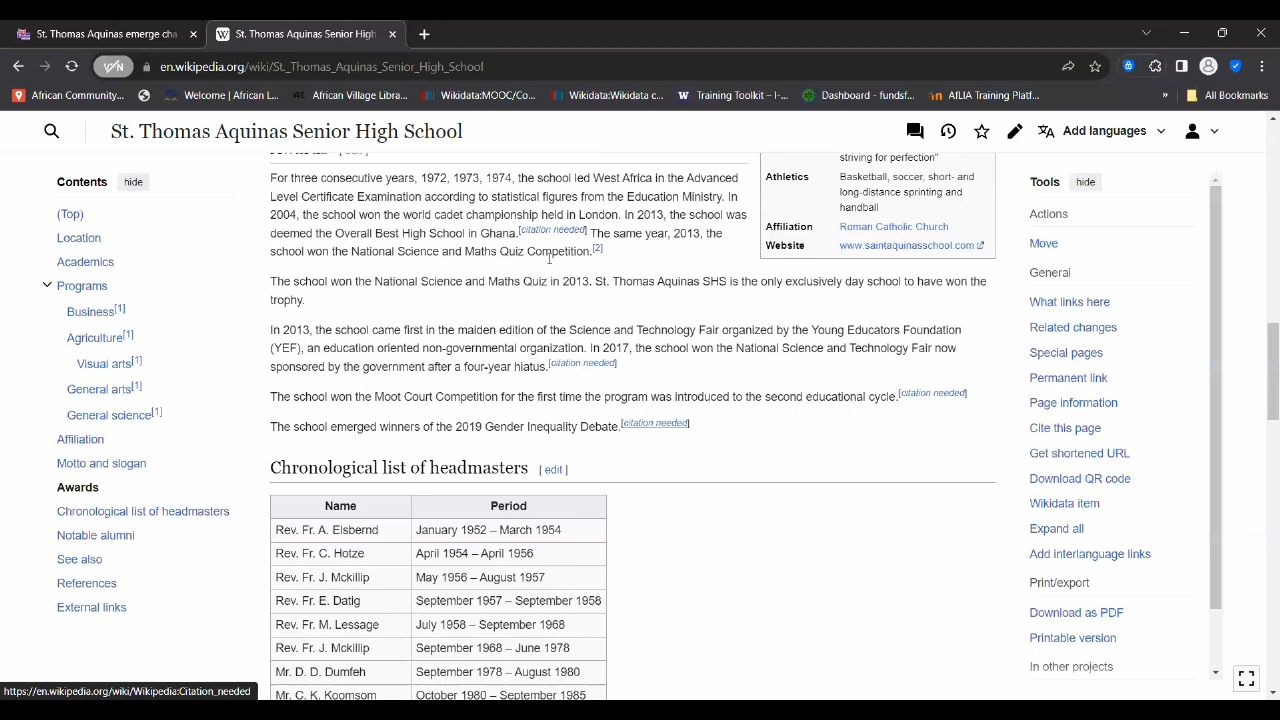 St. Thomas Aquinas emerge cha
St. Thomas Aquinas Senior High
en.wikipedia.org/wiki/St._Thomas_Aquinas_Senior_High_School
African Community...
Welcome | African L...
African Village Libra...
Wikidata:MOOC/Co...
Wikidata:Wikidata c...
Training Toolkit – I-...
Dashboard - fundsf...
AfLIA Training Platf...
»
All Bookmarks
St. Thomas Aquinas Senior High School
Add languages
Contents
hide
(Top)
Location
Academics
Programs
Business[1]
Agriculture[1]
Visual arts[1]
General arts[1]
General science[1]
Affiliation
Motto and slogan
Awards
Chronological list of headmasters
Notable alumni
See also
References
External links
For three consecutive years, 1972, 1973, 1974, the school led West Africa in the Advanced
Level Certificate Examination according to statistical figures from the Education Ministry. In
2004, the school won the world cadet championship held in London. In 2013, the school was
deemed the Overall Best High School in Ghana.[citation needed] The same year, 2013, the
school won the National Science and Maths Quiz Competition.[2]
The school won the National Science and Maths Quiz in 2013. St. Thomas Aquinas SHS is the only exclusively day school to have won the
trophy.
In 2013, the school came first in the maiden edition of the Science and Technology Fair organized by the Young Educators Foundation
(YEF), an education oriented non-governmental organization. In 2017, the school won the National Science and Technology Fair now
sponsored by the government after a four-year hiatus.[citation needed]
The school won the Moot Court Competition for the first time the program was introduced to the second educational cycle.[citation needed]
The school emerged winners of the 2019 Gender Inequality Debate.[citation needed]
striving for perfection"
Athletics Basketball, soccer, short- and
long-distance sprinting and
handball
Affiliation Roman Catholic Church
Website www.saintaquinasschool.com
Chronological list of headmasters [ edit ]
Name Period
Rev. Fr. A. Elsbernd January 1952 – March 1954
Rev. Fr. C. Hotze April 1954 – April 1956
Rev. Fr. J. Mckillip May 1956 – August 1957
Rev. Fr. E. Datig September 1957 – September 1958
Rev. Fr. M. Lessage July 1958 – September 1968
Rev. Fr. J. Mckillip September 1968 – June 1978
Mr. D. D. Dumfeh September 1978 – August 1980
Mr. C. K. Koomson October 1980 – September 1985
Tools
hide
Actions
Move
General
What links here
Related changes
Special pages
Permanent link
Page information
Cite this page
Get shortened URL
Download QR code
Wikidata item
Expand all
Add interlanguage links
Print/export
Download as PDF
Printable version
In other projects
https://en.wikipedia.org/wiki/Wikipedia:Citation_needed